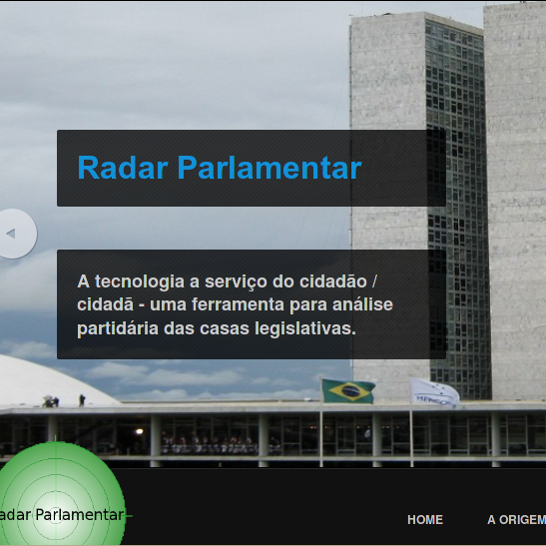 Radar Parlamentar
A tecnologia a serviço do cidadão /
cidadã - uma ferramenta para análise
partidária das casas legislativas.
MERCOSUL
adar Parlamentar
HOME
A ORIGEM